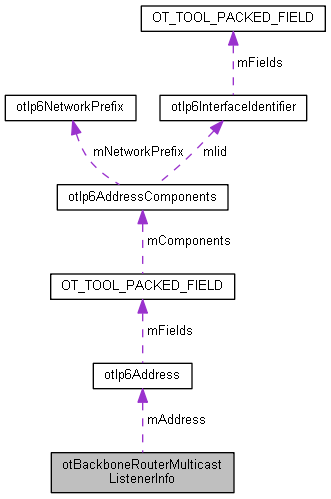 OT_TOOL_PACKED_FIELD
mFields
otIp6NetworkPrefix
otIp6InterfaceIdentifier
mNetworkPrefix
mIid
otIp6AddressComponents
mComponents
OT_TOOL_PACKED_FIELD
mFields
otIp6Address
mAddress
otBackboneRouterMulticast
ListenerInfo